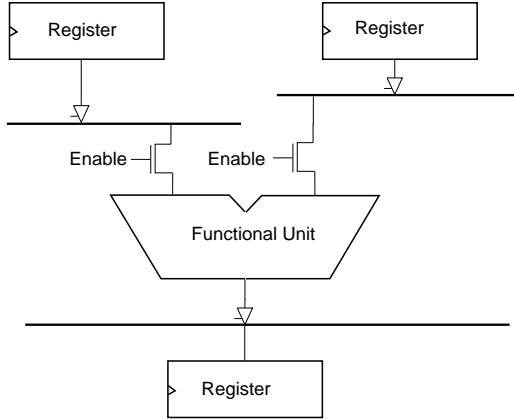 Register
Register
Enable
Enable
Functional Unit
Register